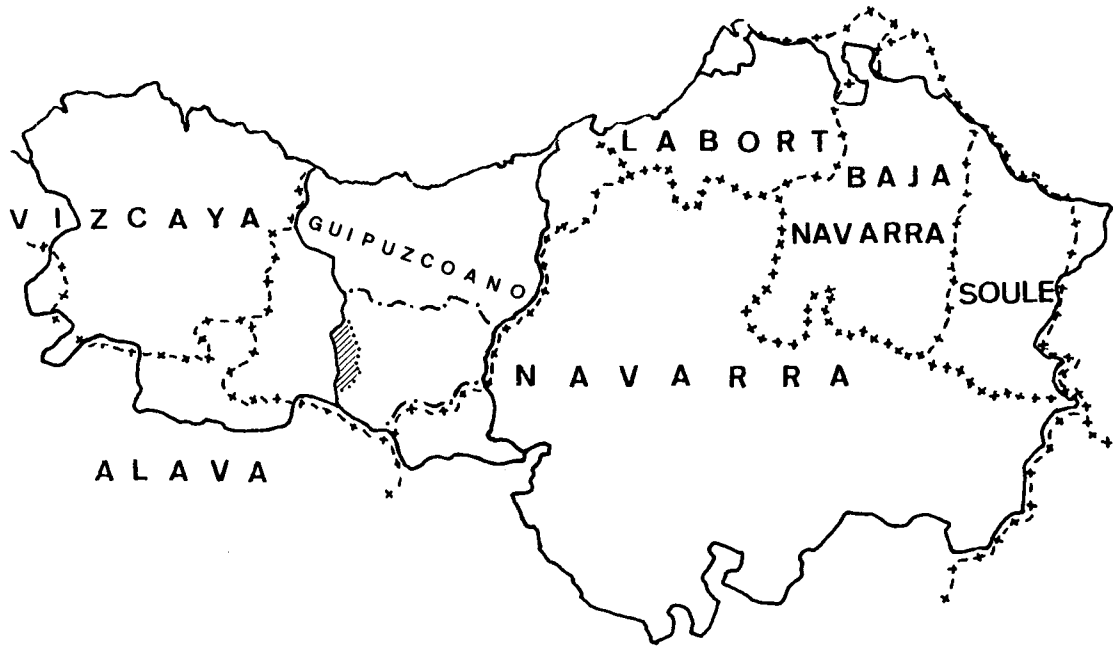 LABORT
BAJA
NAVARRA
VIZCAYA
GUIPUZCOANO
SOULE
NAVARRA
ALAVA